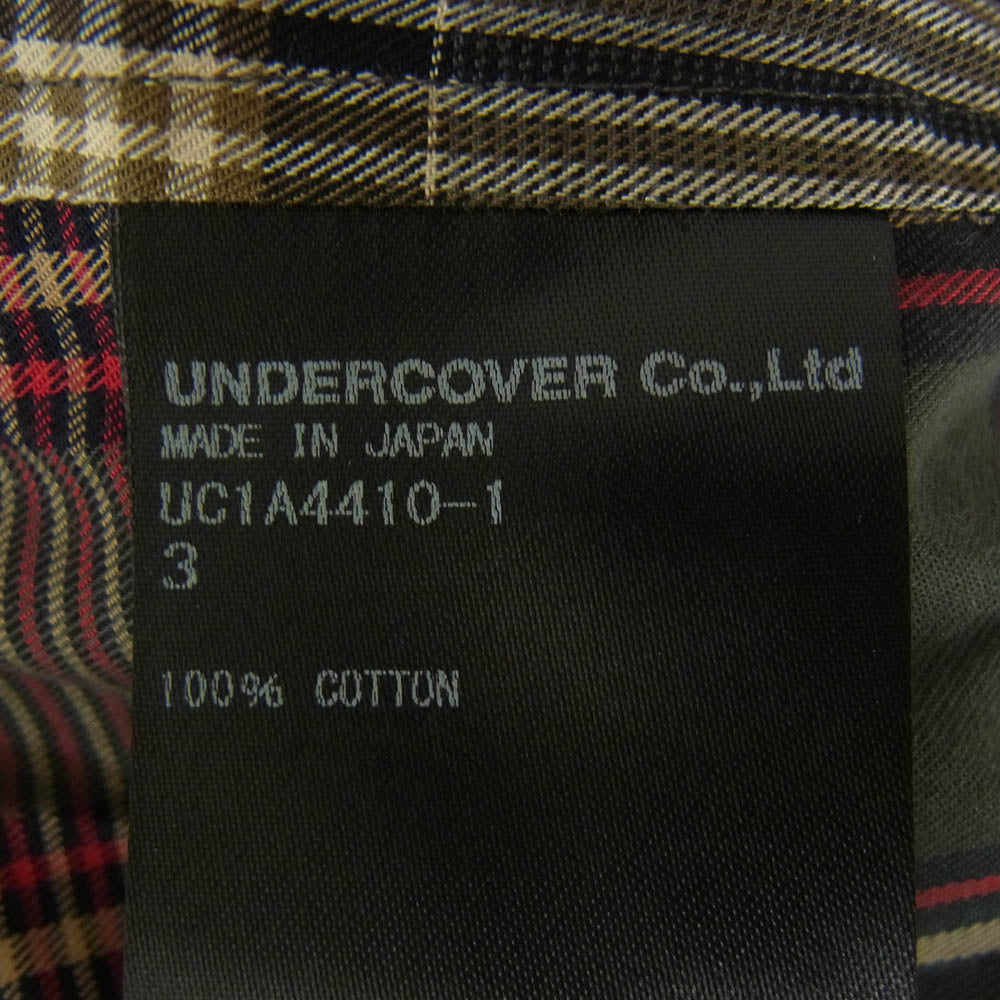 UNDERCOVER Co.,Ltd
MADE IN JAPAN
UC1A4410-1
3
100% COTTON